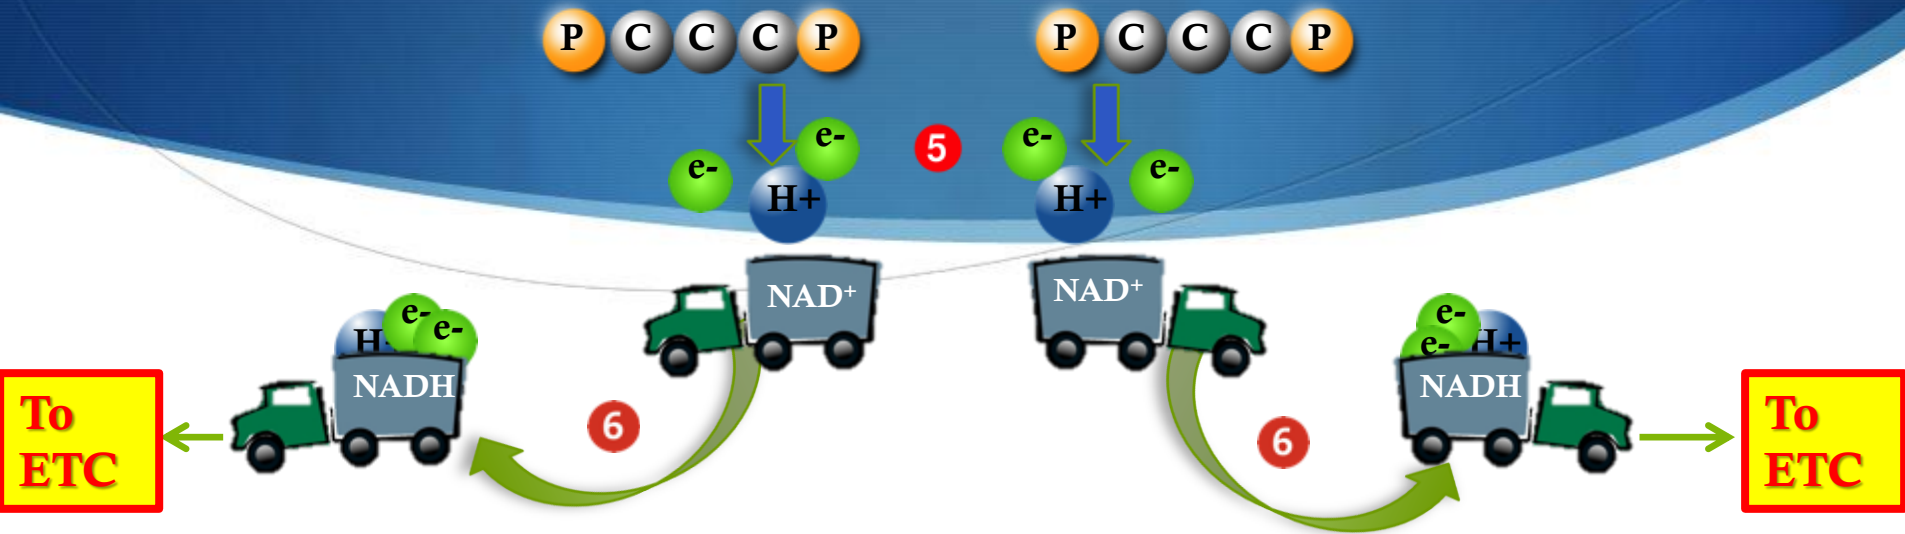 P C C C P
P C C C P
e-
e-
H+
5
e-
e-
H+
NAD⁺
NAD⁺
H+
e-
e-
NADH
e-
e-
H+
NADH
6
6
To
ETC
To
ETC